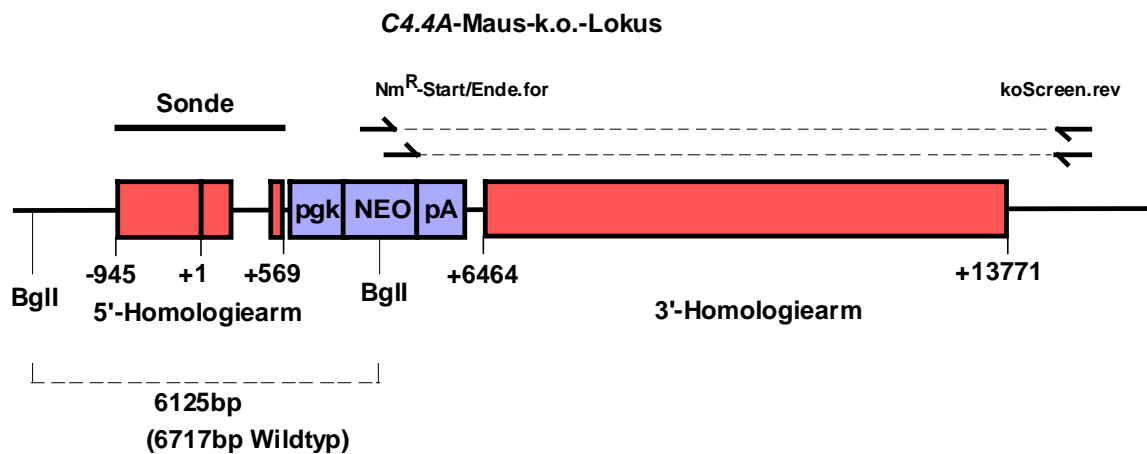 C4.4A-Maus-k.o.-Lokus
Sonde
Nm^R-Start/Ende.for
koScreen.rev
pgk NEO pA
-945 +1 +569 +6464 +13771
BglI BglI
5'-Homologiearm 3'-Homologiearm
6125bp
(6717bp Wildtyp)